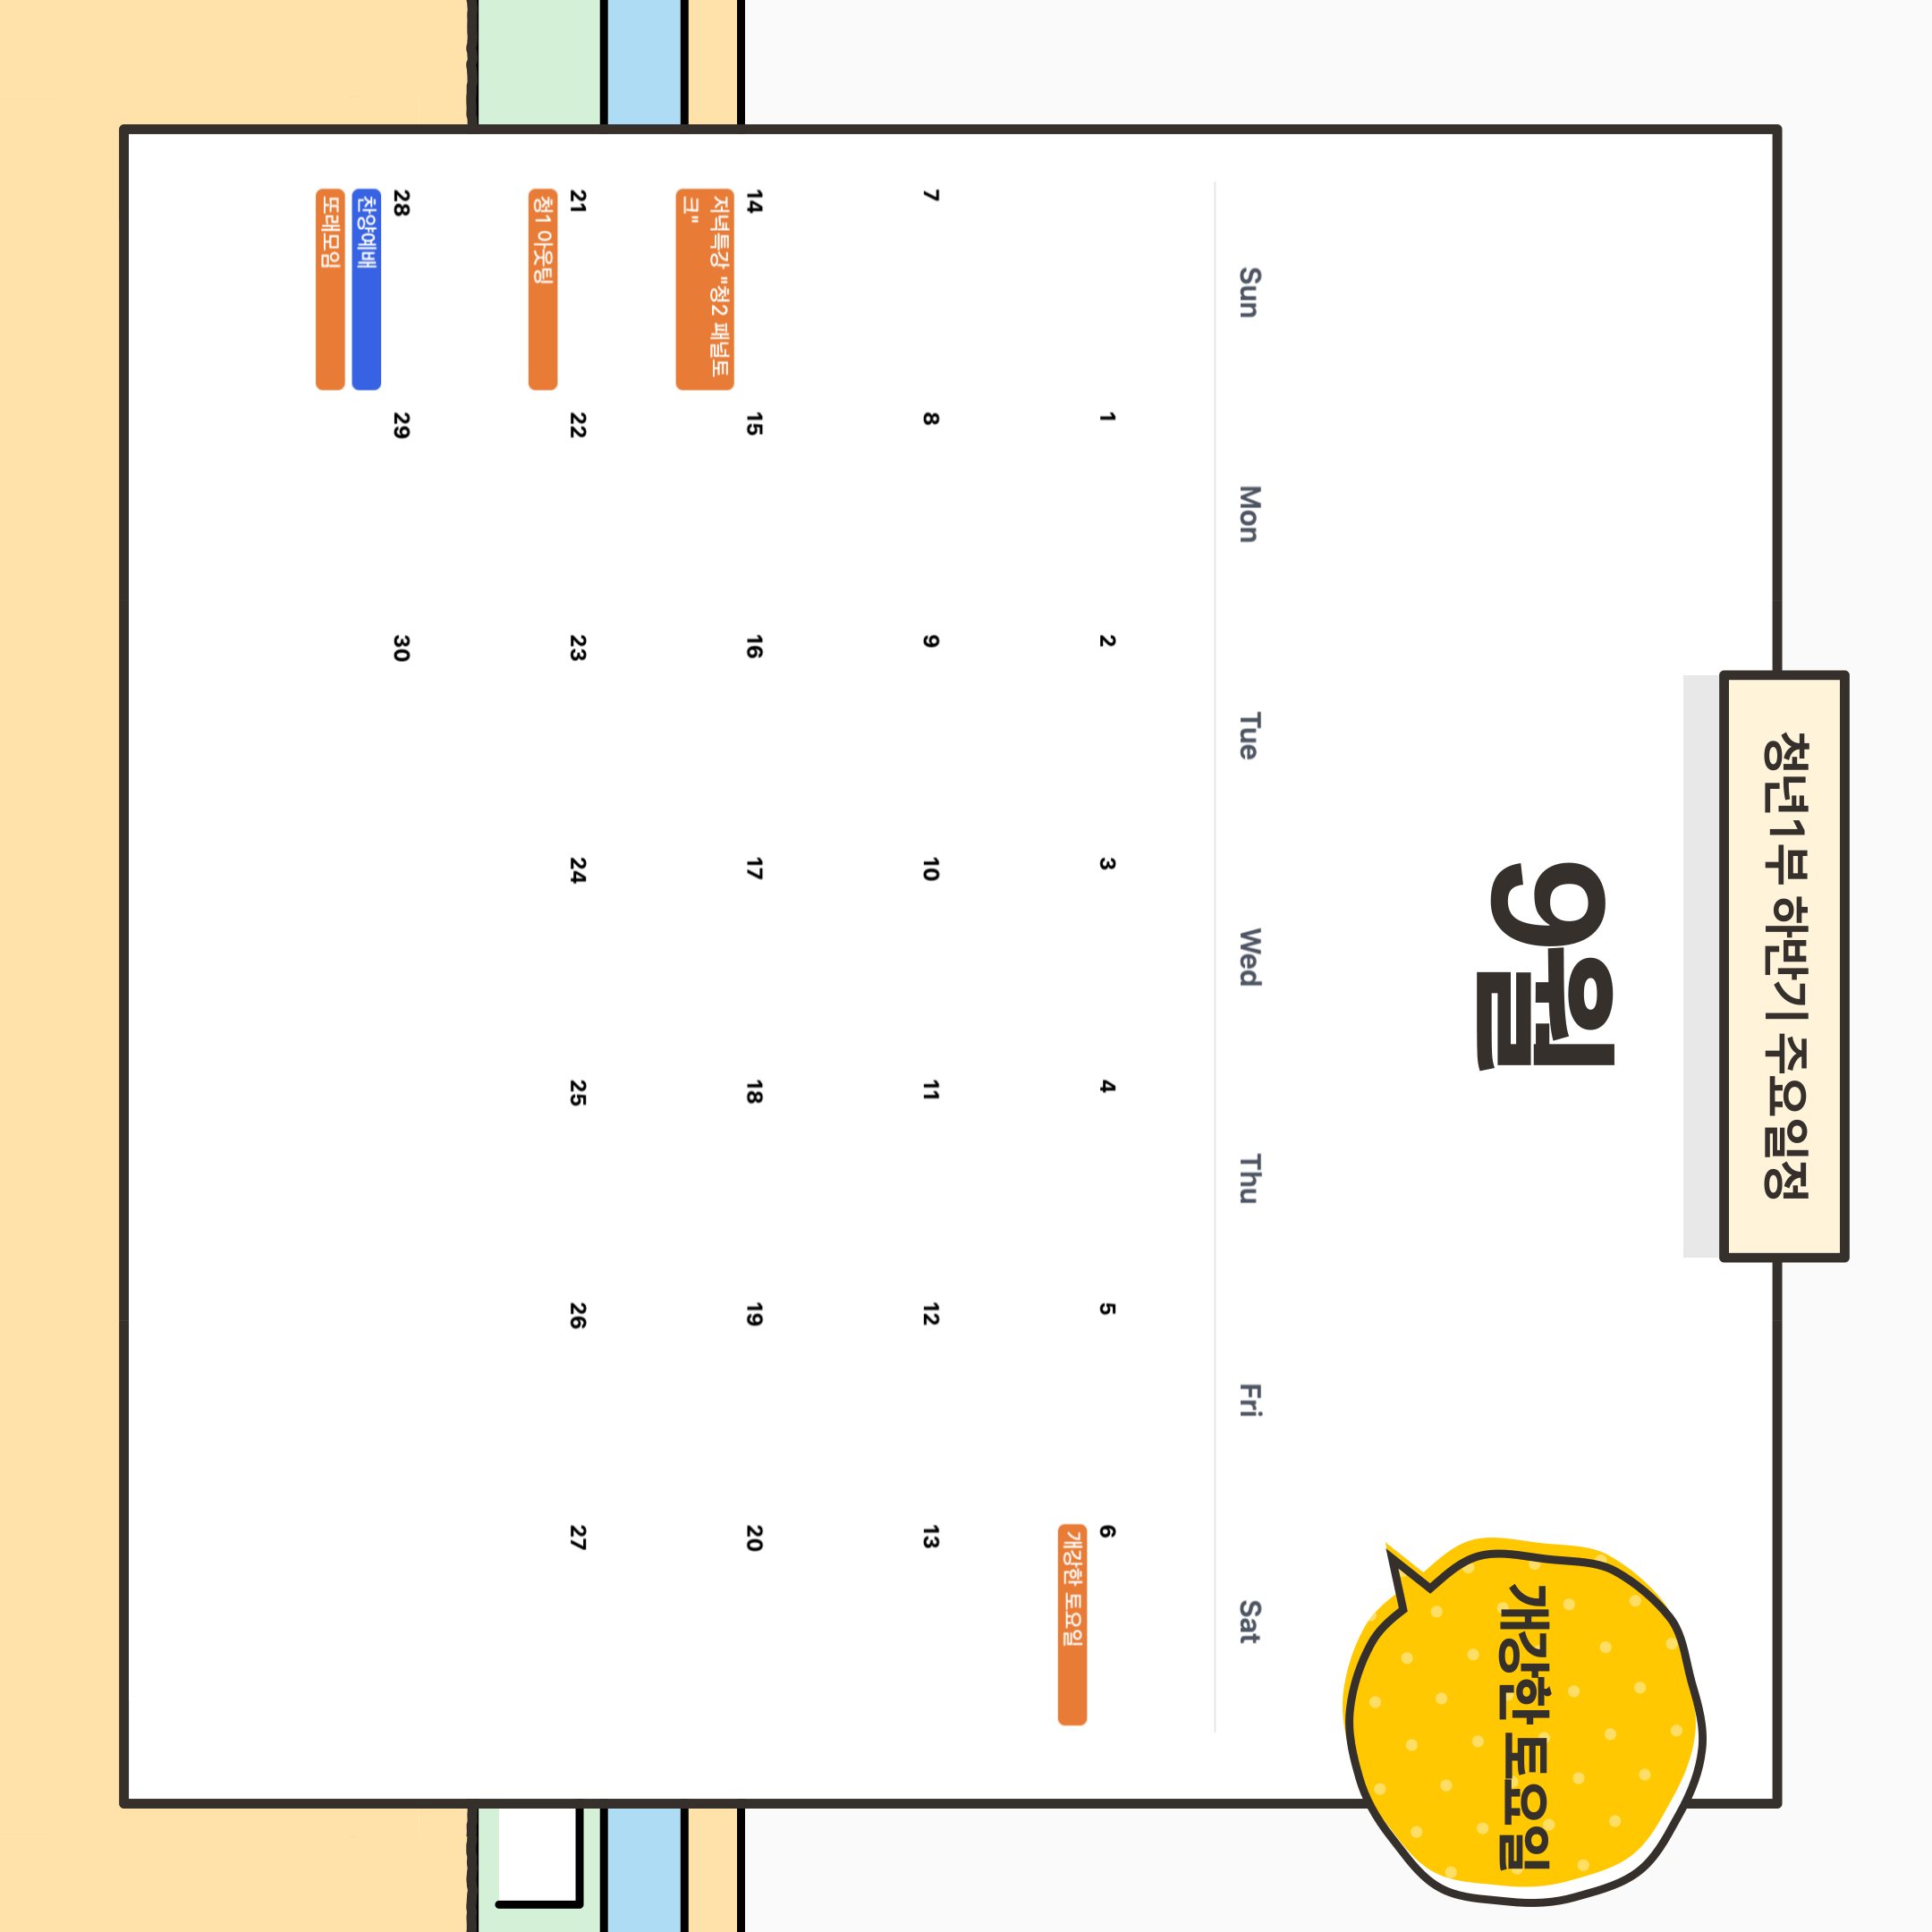 청년1부 하반기 주요일정
9월
개강한 토요일
Sun Mon Tue Wed Thu Fri Sat
1 2 3 4 5 6
개강한 토요일
7 8 9 10 11 12 13
14 15 16 17 18 19 20
저녁특강 "청2 패널토
크"
21 22 23 24 25 26 27
청1 아웃팅
28 29 30
찬양예배
또래모임